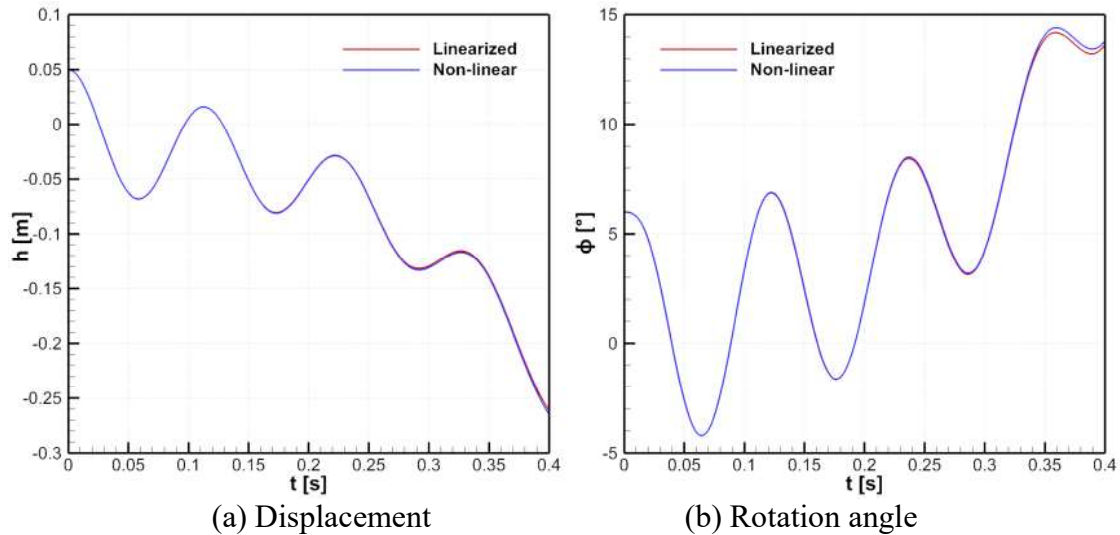 0.1
0.05
0
-0.05
-0.1
-0.15
-0.2
-0.25
-0.3
h [m]
Linearized
Non-linear
0 0.05 0.1 0.15 0.2 0.25 0.3 0.35 0.4
t [s]
(a) Displacement
15
10
5
0
-5
ϕ [°]
Linearized
Non-linear
0 0.05 0.1 0.15 0.2 0.25 0.3 0.35 0.4
t [s]
(b) Rotation angle